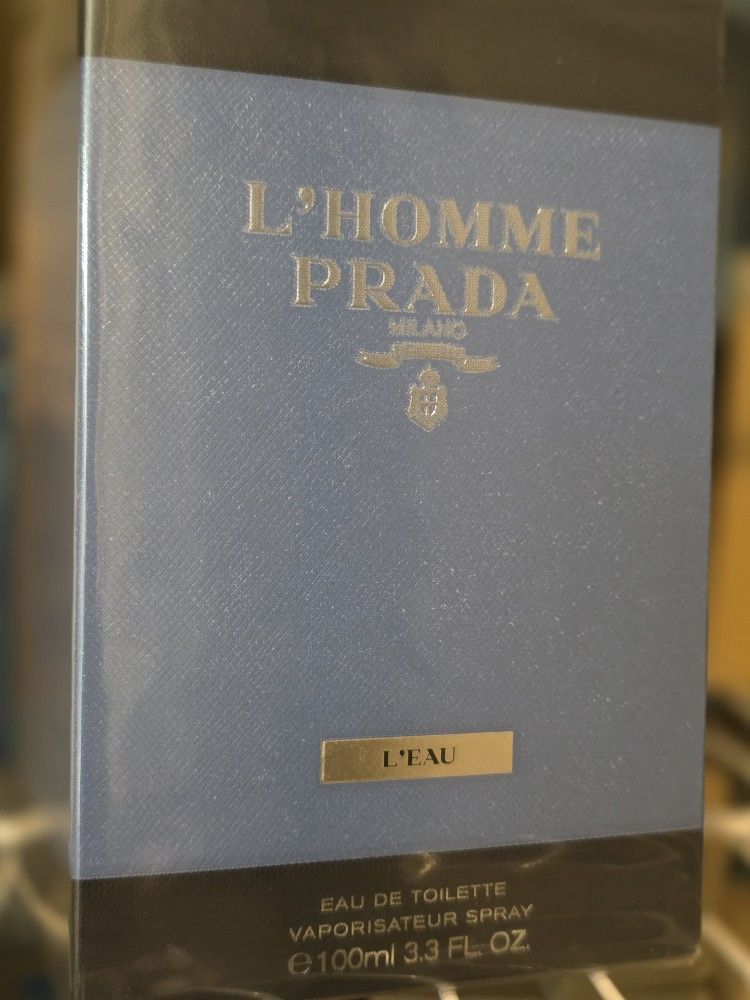 L'HOMME
PRADA
MILANO
L'EAU
EAU DE TOILETTE
VAPORISATEUR SPRAY
℮100ml 3.3 FL. OZ.